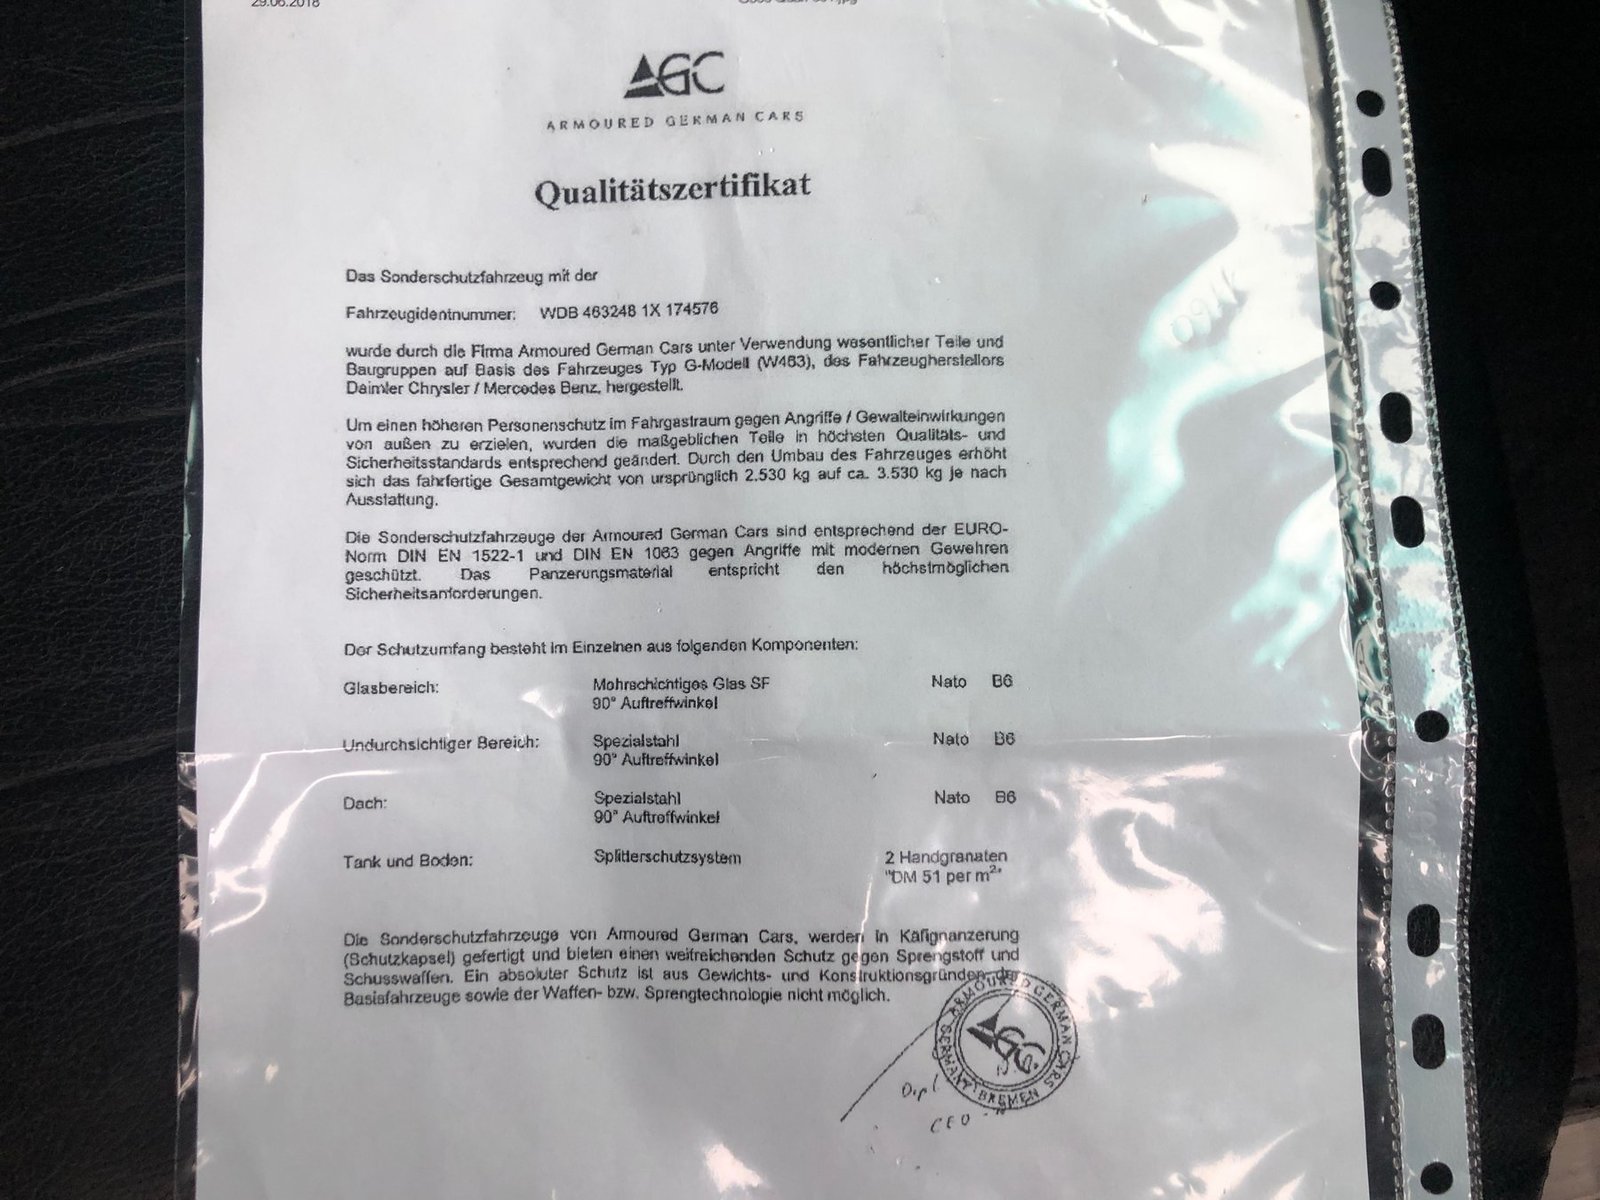 29.06.2018
AGC
ARMOURED GERMAN CARS
Qualitätszertifikat
Das Sonderschutzfahrzeug mit der
Fahrzeugidentnummer: WDB 463248 1X 174576
wurde durch die Firma Armoured German Cars unter Verwendung wesentlicher Teile und
Baugruppen auf Basis des Fahrzeuges Typ G-Modell (W463), des Fahrzeugherstellers
Daimler Chrysler / Mercedes Benz, hergestellt.
Um einen höheren Personenschutz im Fahrgastraum gegen Angriffe / Gewalteinwirkungen
von außen zu erzielen, wurden die maßgeblichen Teile in höchsten Qualitäts- und
Sicherheitsstandards entsprechend geändert. Durch den Umbau des Fahrzeuges erhöht
sich das fahrfertige Gesamtgewicht von ursprünglich 2.530 kg auf ca. 3.530 kg je nach
Ausstattung.
Die Sonderschutzfahrzeuge der Armoured German Cars sind entsprechend der EURO-
Norm DIN EN 1522-1 und DIN EN 1063 gegen Angriffe mit modernen Gewehren
geschützt. Das Panzerungsmaterial entspricht den höchstmöglichen
Sicherheitsanforderungen.
Der Schutzumfang besteht im Einzelnen aus folgenden Komponenten:
Glasbereich: Mehrschichtiges Glas SF Nato B6
90° Auftreffwinkel
Undurchsichtiger Bereich: Spezialstahl Nato B6
90° Auftreffwinkel
Dach: Spezialstahl Nato B6
90° Auftreffwinkel
Tank und Boden: Splitterschutzsystem 2 Handgranaten
"DM 51 per m²"
Die Sonderschutzfahrzeuge von Armoured German Cars, werden in Käfignanzerung
(Schutzkapsel) gefertigt und bieten einen weitreichenden Schutz gegen Sprengstoff und
Schusswaffen. Ein absoluter Schutz ist aus Gewichts- und Konstruktionsgründen der
Basisfahrzeuge sowie der Waffen- bzw. Sprengtechnologie nicht möglich.
ARMOURED GERMAN CARS
AGC
GERMANY BREMEN
Dipl
CEO